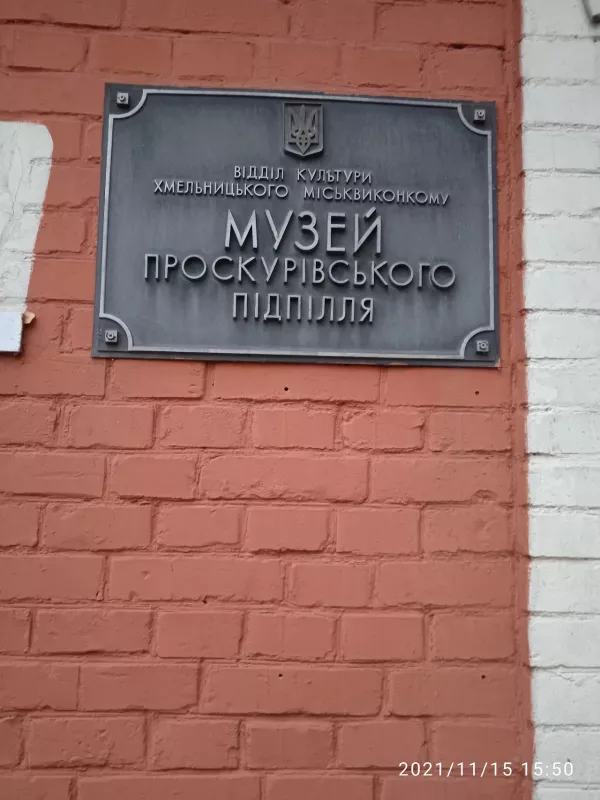 ВІДДІЛ КУЛЬТУРИ
ХМЕЛЬНИЦЬКОГО МІСЬКВИКОНКОМУ
МУЗЕЙ
ПРОСКУРІВСЬКОГО
ПІДПІЛЛЯ
2021/11/15 15:50